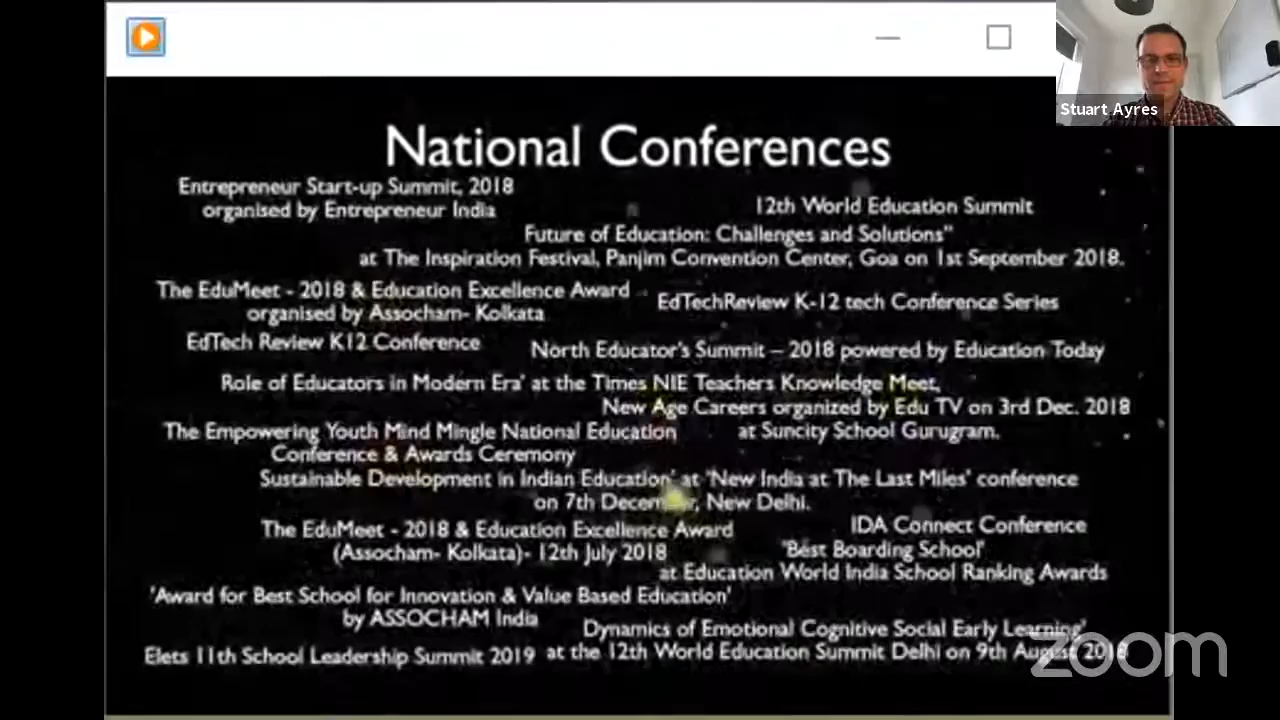 Stuart Ayres
National Conferences
Entrepreneur Start-up Summit, 2018
organised by Entrepreneur India
12th World Education Summit
Future of Education: Challenges and Solutions"
at The Inspiration Festival, Panjim Convention Center, Goa on 1st September 2018.
The EduMeet - 2018 & Education Excellence Award
organised by Assocham- Kolkata
EdTechReview K-12 tech Conference Series
EdTech Review K12 Conference
North Educator's Summit – 2018 powered by Education Today
Role of Educators in Modern Era' at the Times NIE Teachers Knowledge Meet,
New Age Careers organized by Edu TV on 3rd Dec. 2018
at Suncity School Gurugram.
The Empowering Youth Mind Mingle National Education
Conference & Awards Ceremony
Sustainable Development in Indian Education' at 'New India at The Last Miles' conference
on 7th December, New Delhi.
The EduMeet - 2018 & Education Excellence Award
(Assocham- Kolkata)- 12th July 2018
IDA Connect Conference
'Best Boarding School'
at Education World India School Ranking Awards
'Award for Best School for Innovation & Value Based Education'
by ASSOCHAM India
Dynamics of Emotional Cognitive Social Early Learning'
at the 12th World Education Summit Delhi on 9th August 2018
Elets 11th School Leadership Summit 2019
zoom